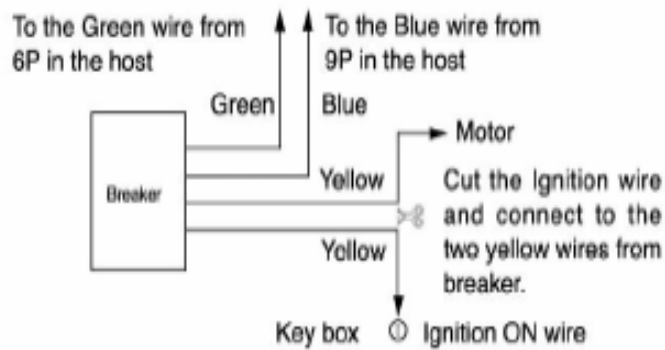 To the Green wire from
6P in the host
To the Blue wire from
9P in the host
Green
Blue
Breaker
Motor
Yellow
Cut the Ignition wire
and connect to the
two yellow wires from
breaker.
Yellow
Key box
Ignition ON wire